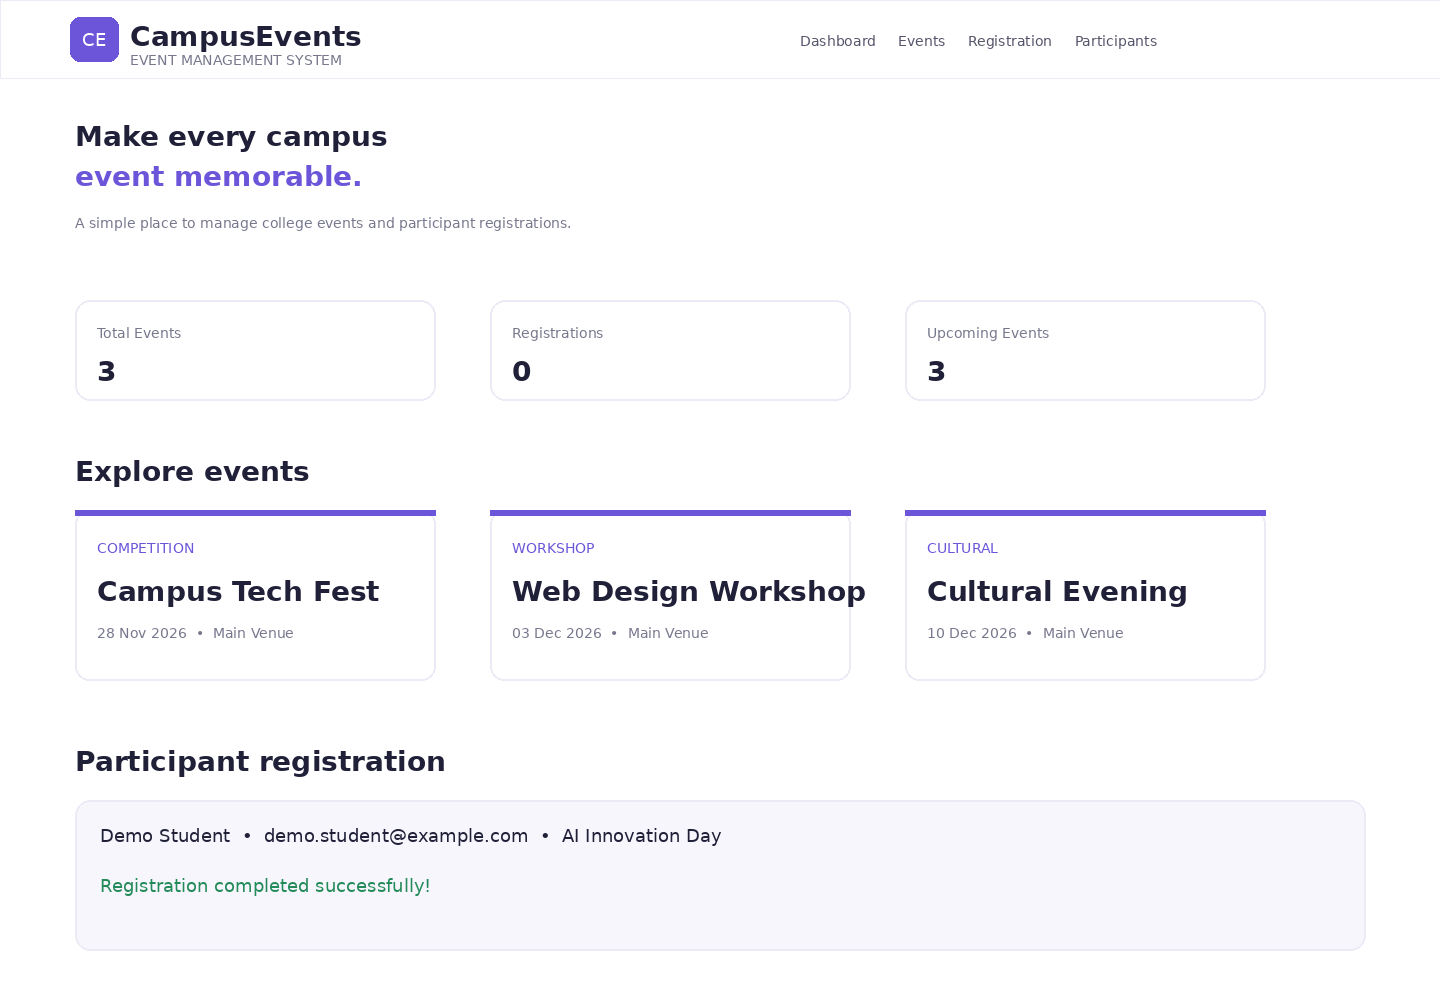 CE
CampusEvents
EVENT MANAGEMENT SYSTEM
Dashboard Events Registration Participants
Make every campus
event memorable.
A simple place to manage college events and participant registrations.
Total Events
3
Registrations
0
Upcoming Events
3
Explore events
COMPETITION
Campus Tech Fest
28 Nov 2026 • Main Venue
WORKSHOP
Web Design Workshop
03 Dec 2026 • Main Venue
CULTURAL
Cultural Evening
10 Dec 2026 • Main Venue
Participant registration
Demo Student • demo.student@example.com • AI Innovation Day
Registration completed successfully!